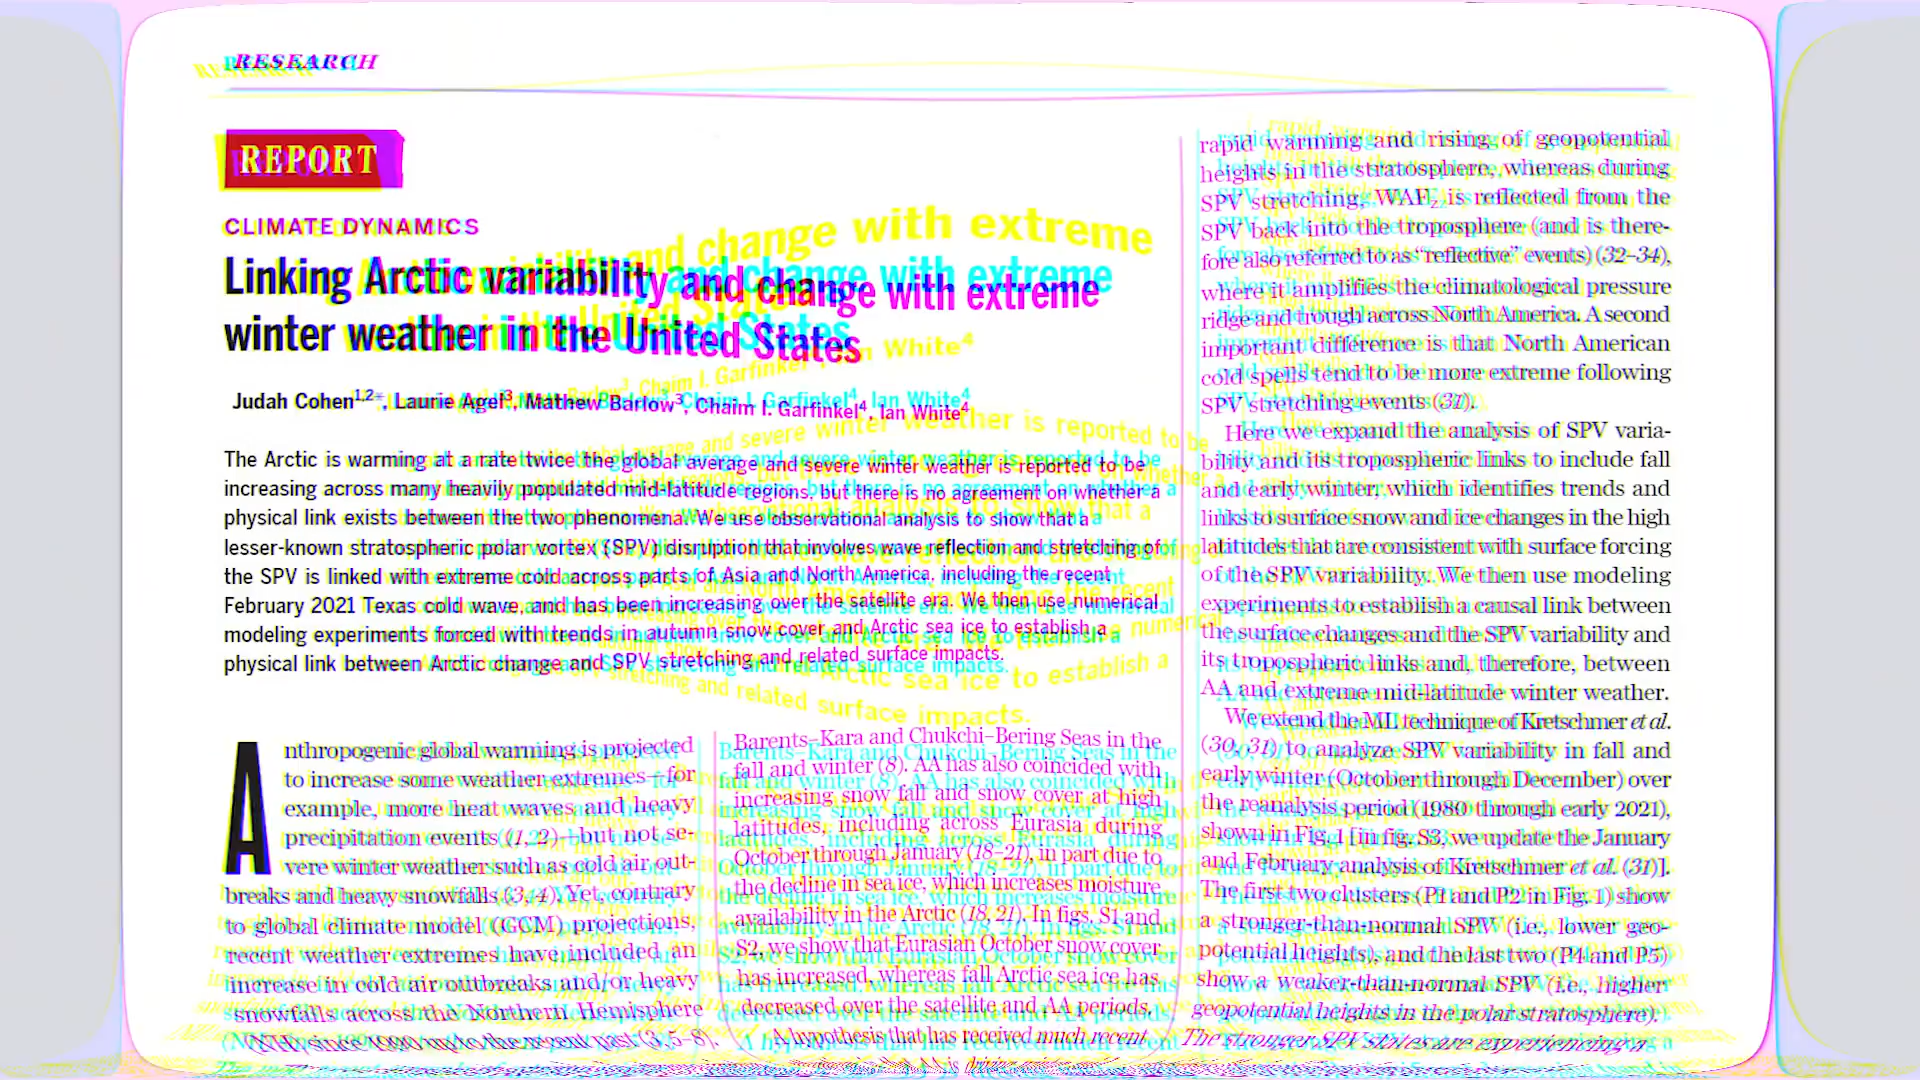 RESEARCH
REPORT
CLIMATE DYNAMICS
Linking Arctic variability and change with extreme
winter weather in the United States
Judah Cohen1,2*, Laurie Agel3, Mathew Barlow3, Chaim I. Garfinkel4, Ian White4
The Arctic is warming at a rate twice the global average and severe winter weather is reported to be
increasing across many heavily populated mid-latitude regions, but there is no agreement on whether a
physical link exists between the two phenomena. We use observational analysis to show that a
lesser-known stratospheric polar vortex (SPV) disruption that involves wave reflection and stretching of
the SPV is linked with extreme cold across parts of Asia and North America, including the recent
February 2021 Texas cold wave, and has been increasing over the satellite era. We then use numerical
modeling experiments forced with trends in autumn snow cover and Arctic sea ice to establish a
physical link between Arctic change and SPV stretching and related surface impacts.
Anthropogenic global warming is projected
to increase some weather extremes—for
example, more heat waves and heavy
precipitation events (1, 2)—but not se-
vere winter weather such as cold air out-
breaks and heavy snowfalls (3, 4). Yet, contrary
to global climate model (GCM) projections,
recent weather extremes have included an
increase in cold air outbreaks and/or heavy
snowfalls across the Northern Hemisphere
(NH) since 1990 up to the recent past (3, 5–8).
Barents–Kara and Chukchi–Bering Seas in the
fall and winter (8). AA has also coincided with
increasing snow fall and snow cover at high
latitudes, including across Eurasia during
October through January (18–21), in part due to
the decline in sea ice, which increases moisture
availability in the Arctic (18, 21). In figs. S1 and
S2, we show that Eurasian October snow cover
has increased, whereas fall Arctic sea ice has
decreased over the satellite and AA periods.
A hypothesis that has received much recent
rapid warming and rising of geopotential
heights in the stratosphere, whereas during
SPV stretching, WAFz is reflected from the
SPV back into the troposphere (and is there-
fore also referred to as “reflective” events) (32–34),
where it amplifies the climatological pressure
ridge and trough across North America. A second
important difference is that North American
cold spells tend to be more extreme following
SPV stretching events (31).
Here we expand the analysis of SPV varia-
bility and its tropospheric links to include fall
and early winter, which identifies trends and
links to surface snow and ice changes in the high
latitudes that are consistent with surface forcing
of the SPV variability. We then use modeling
experiments to establish a causal link between
the surface changes and the SPV variability and
its tropospheric links and, therefore, between
AA and extreme mid-latitude winter weather.
We extend the ML technique of Kretschmer et al.
(30, 31) to analyze SPV variability in fall and
early winter (October through December) over
the reanalysis period (1980 through early 2021),
shown in Fig. 1 [in fig. S3, we update the January
and February analysis of Kretschmer et al. (31)].
The first two clusters (P1 and P2 in Fig. 1) show
a stronger-than-normal SPV (i.e., lower geo-
potential heights), and the last two (P4 and P5)
show a weaker-than-normal SPV (i.e., higher
geopotential heights in the polar stratosphere).
The stronger SPV states are experiencing a